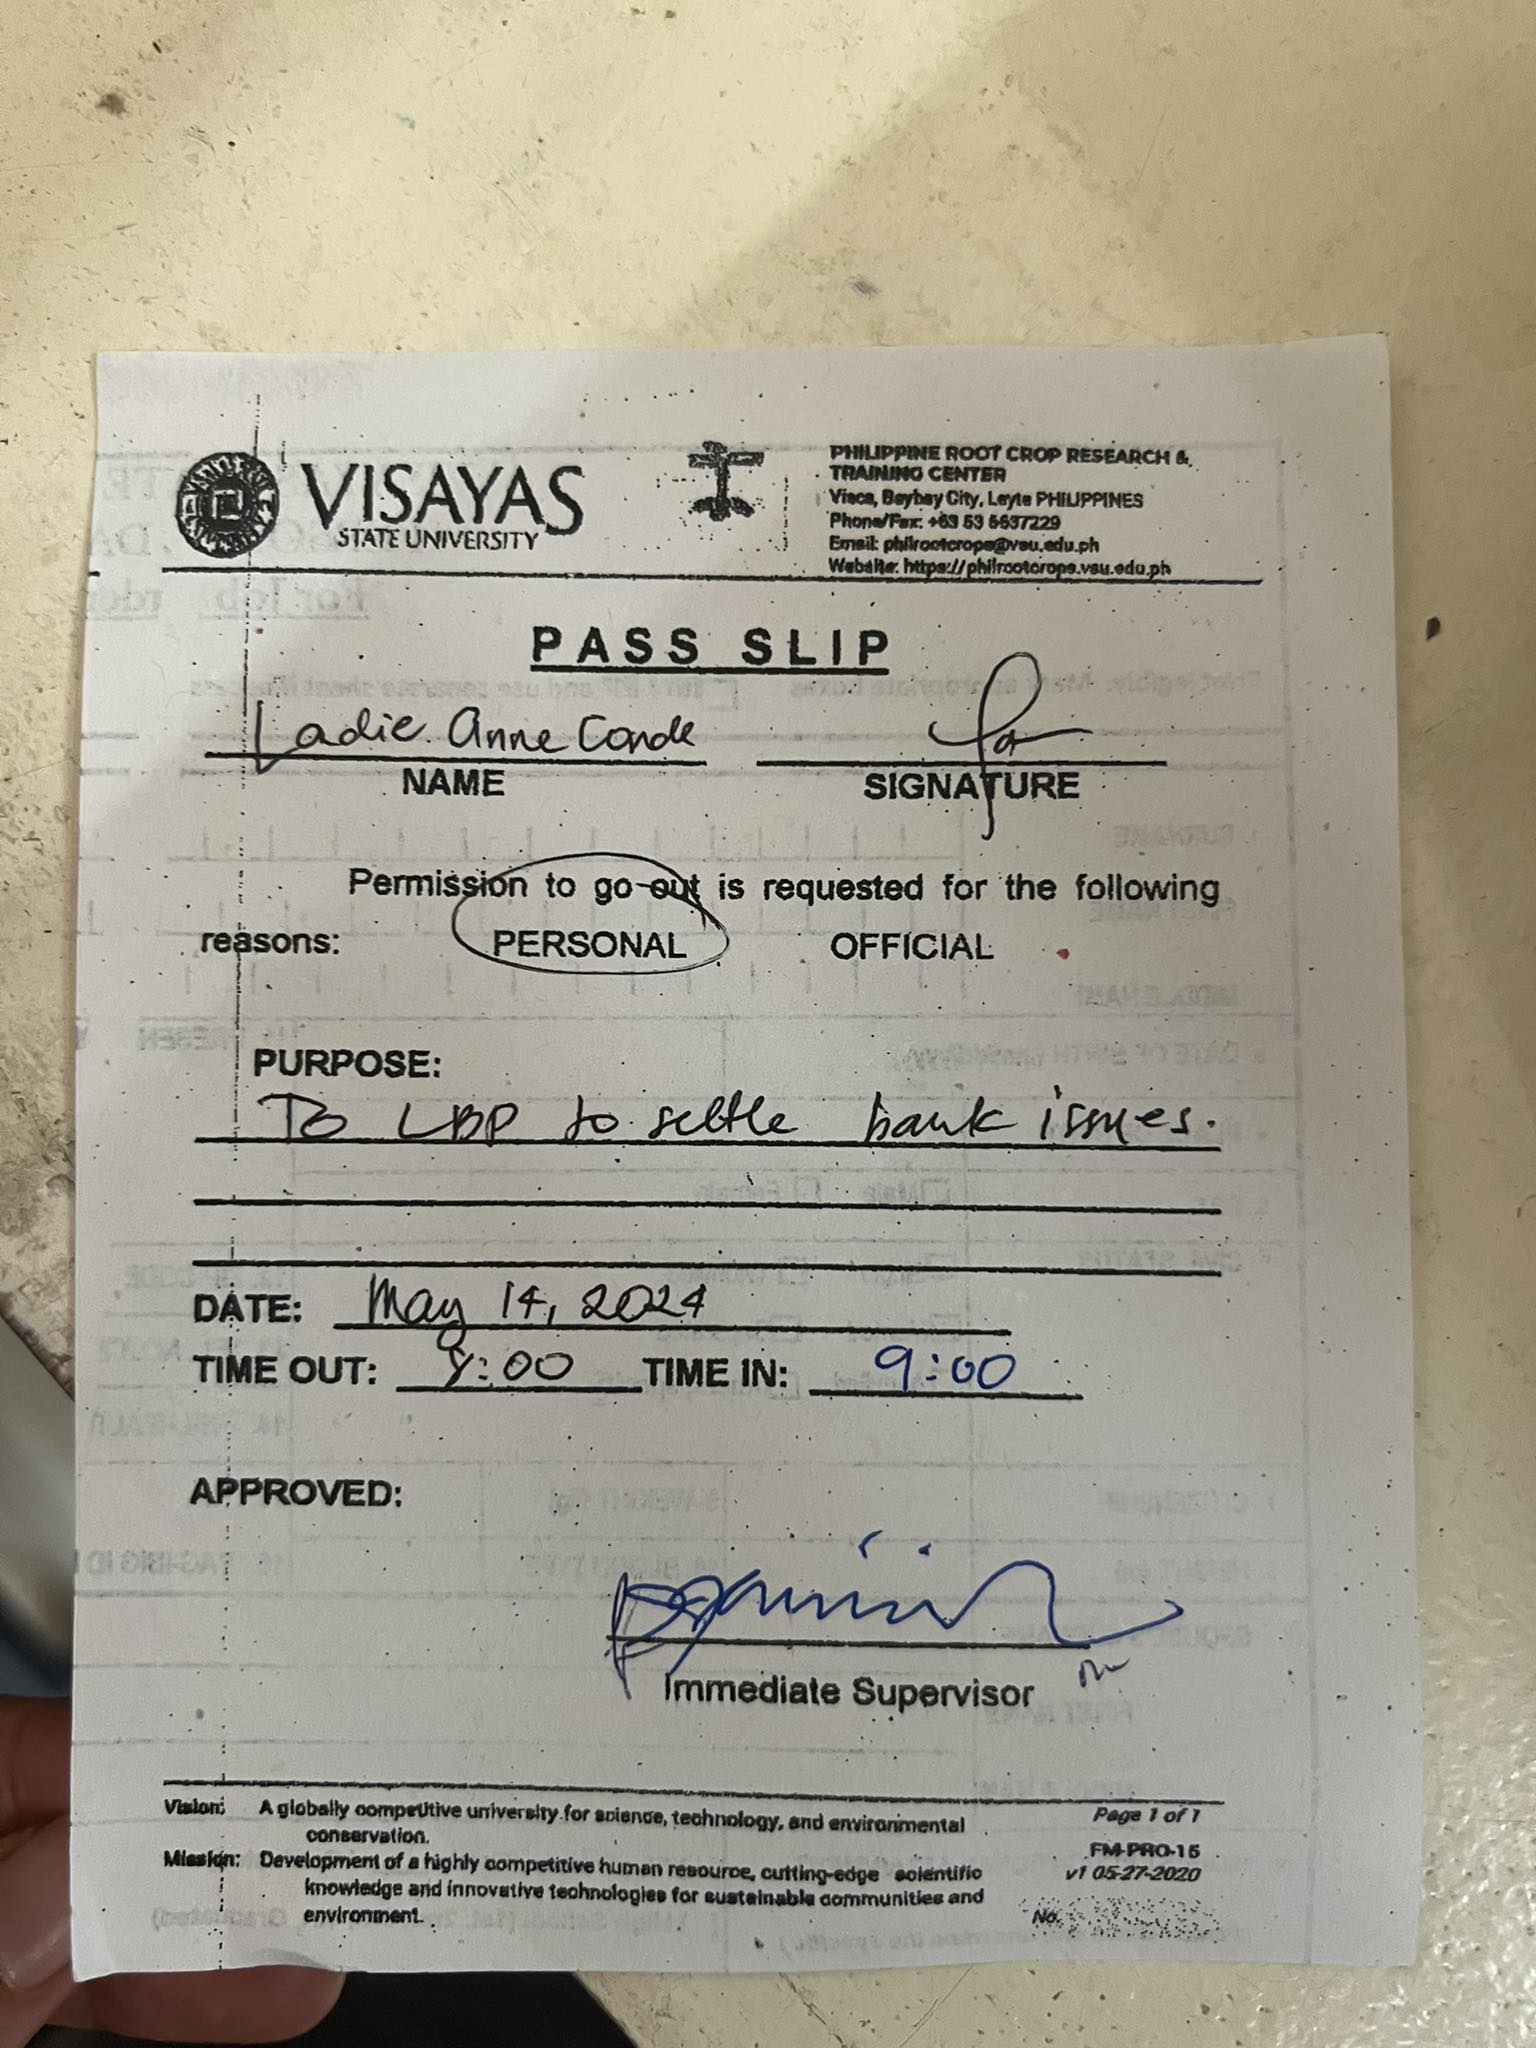 VISAYAS
STATE UNIVERSITY
PHILIPPINE ROOT CROP RESEARCH &
TRAINING CENTER
Visca, Baybay City, Leyte PHILIPPINES
Phone/Fax: +63 53 5637229
Email: philrootcrops@vsu.edu.ph
Website: https://philrootcrops.vsu.edu.ph
PASS SLIP
Ladie Anne Conde
NAME
SIGNATURE
Permission to go out is requested for the following
reasons: PERSONAL OFFICIAL
PURPOSE:
To LBP to settle bank issues.
DATE: May 14, 2024
TIME OUT: 8:00 TIME IN: 9:00
APPROVED:
Immediate Supervisor
Vision: A globally competitive university for science, technology, and environmental
conservation.
Mission: Development of a highly competitive human resource, cutting-edge scientific
knowledge and innovative technologies for sustainable communities and
environment.
Page 1 of 1
FM-PRO-15
v1 05-27-2020
No.